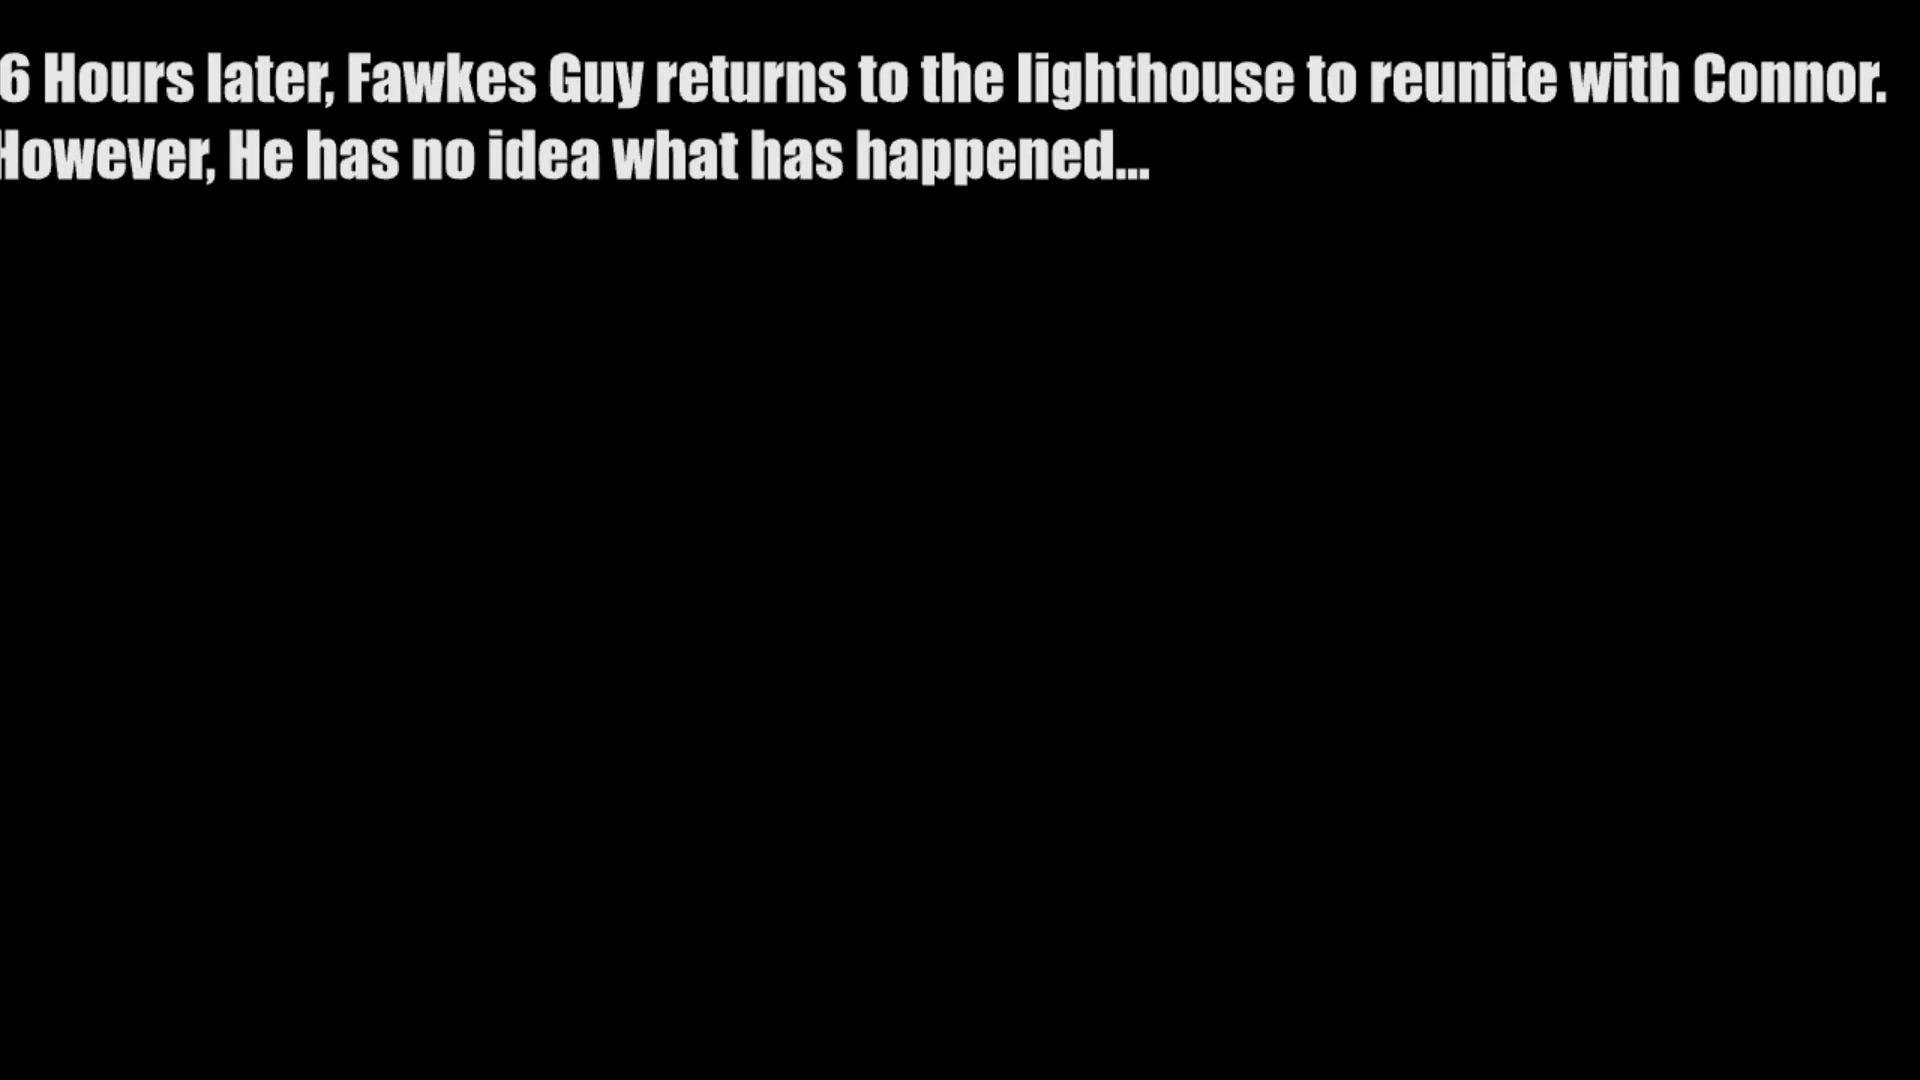 6 Hours later, Fawkes Guy returns to the lighthouse to reunite with Connor.
However, He has no idea what has happened...